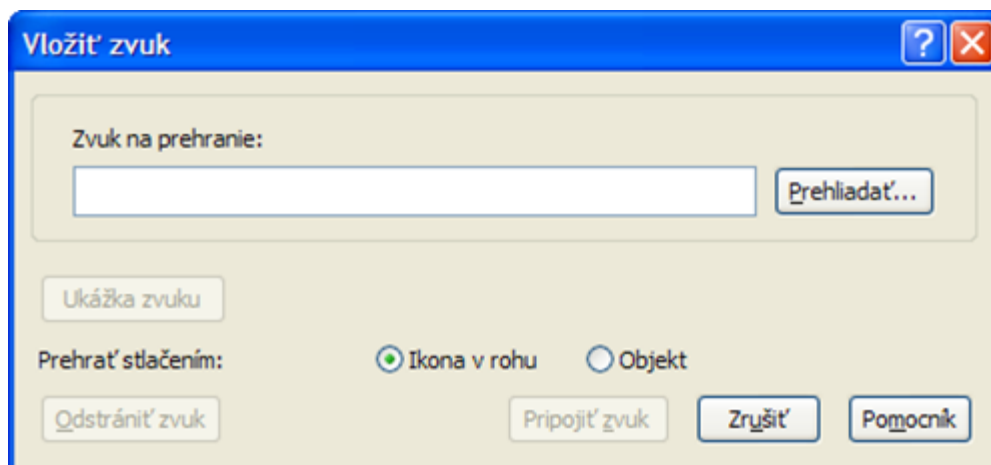 Vložiť zvuk
Zvuk na prehranie:
Prehliadať...
Ukážka zvuku
Prehrať stlačením: Ikona v rohu Objekt
Odstrániť zvuk Pripojiť zvuk Zrušiť Pomocník